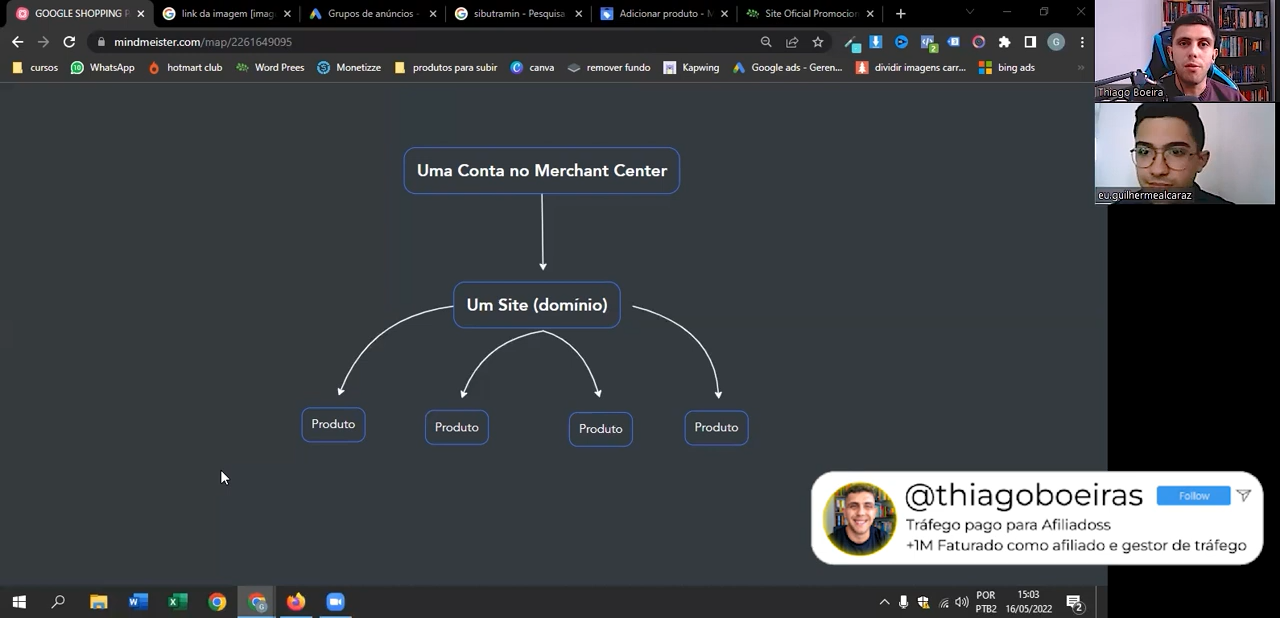 GOOGLE SHOPPING P
link da imagem [imag
Grupos de anúncios -
sibutramin - Pesquisa
Adicionar produto - M
Site Oficial Promocion
mindmeister.com/map/2261649095
cursos
WhatsApp
hotmart club
Word Prees
Monetizze
produtos para
canva
remover fundo
Kapwing
Google ads - Geren...
dividir imagens carr...
bing ads
»
Thiago Boeira
eu.guilhermealcaraz
Uma Conta no Merchant Center
Um Site (domínio)
Produto
Produto
Produto
Produto
@thiagoboeiras
Follow
Tráfego pago para Afiliadoss
+1M Faturado como afiliado e gestor de tráfego
POR
PTB2
15:03
16/05/2022
2